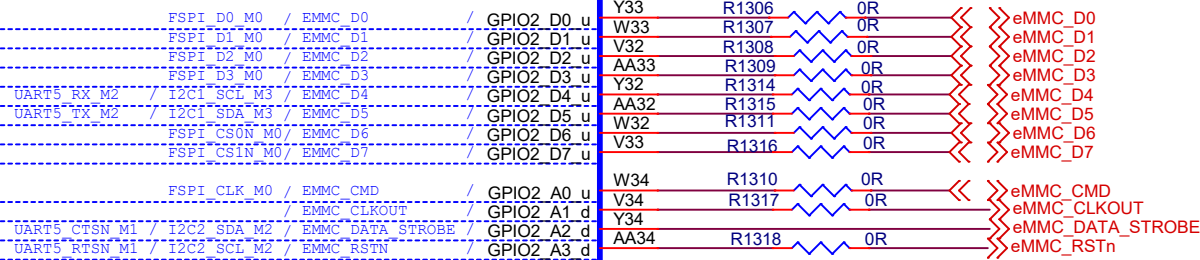 FSPI_D0_M0 / EMMC_D0 / GPIO2_D0_u Y33 R1306 0R eMMC_D0
FSPI_D1_M0 / EMMC_D1 / GPIO2_D1_u W33 R1307 0R eMMC_D1
FSPI_D2_M0 / EMMC_D2 / GPIO2_D2_u V32 R1308 0R eMMC_D2
FSPI_D3_M0 / EMMC_D3 / GPIO2_D3_u AA33 R1309 0R eMMC_D3
UART5_RX_M2 / I2C1_SCL_M3 / EMMC_D4 / GPIO2_D4_u Y32 R1314 0R eMMC_D4
UART5_TX_M2 / I2C1_SDA_M3 / EMMC_D5 / GPIO2_D5_u AA32 R1315 0R eMMC_D5
FSPI_CS0N_M0/ EMMC_D6 / GPIO2_D6_u W32 R1311 0R eMMC_D6
FSPI_CS1N_M0/ EMMC_D7 / GPIO2_D7_u V33 R1316 0R eMMC_D7
FSPI_CLK_M0 / EMMC_CMD / GPIO2_A0_u W34 R1310 0R eMMC_CMD
/ EMMC_CLKOUT / GPIO2_A1_d V34 R1317 0R eMMC_CLKOUT
UART5_CTSN_M1 / I2C2_SDA_M2 / EMMC_DATA_STROBE / GPIO2_A2_d Y34 eMMC_DATA_STROBE
UART5_RTSN_M1 / I2C2_SCL_M2 / EMMC_RSTN / GPIO2_A3_d AA34 R1318 0R eMMC_RSTn